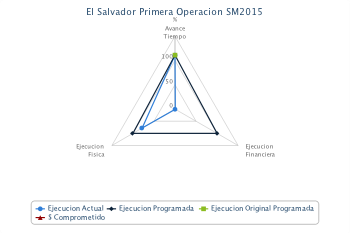 El Salvador Primera Operacion SM2015
%
Avance
Tiempo
100
50
0
Ejecucion
Fisica
Ejecucion
Financiera
Ejecucion Actual
Ejecucion Programada
Ejecucion Original Programada
$ Comprometido